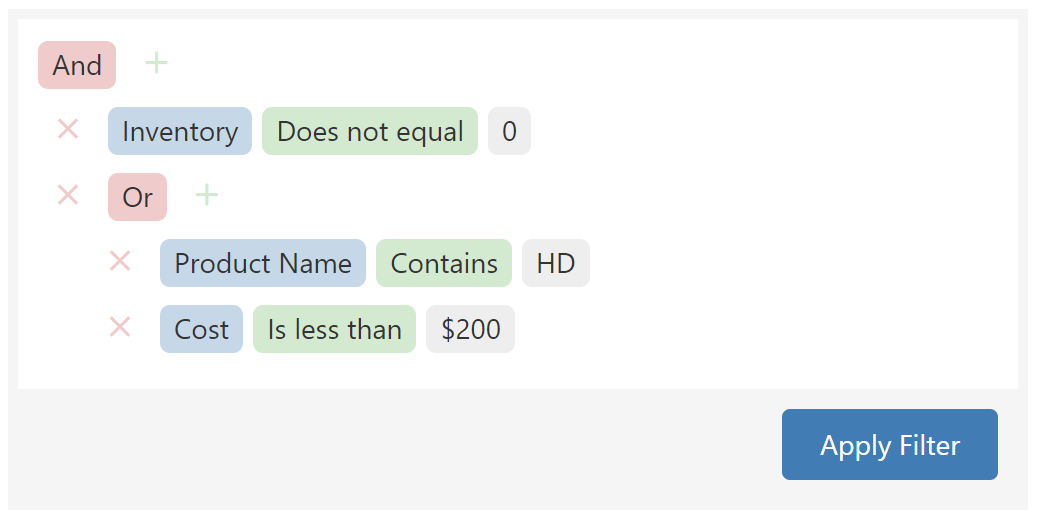 And
Inventory Does not equal 0
Or
Product Name Contains HD
Cost Is less than $200
Apply Filter